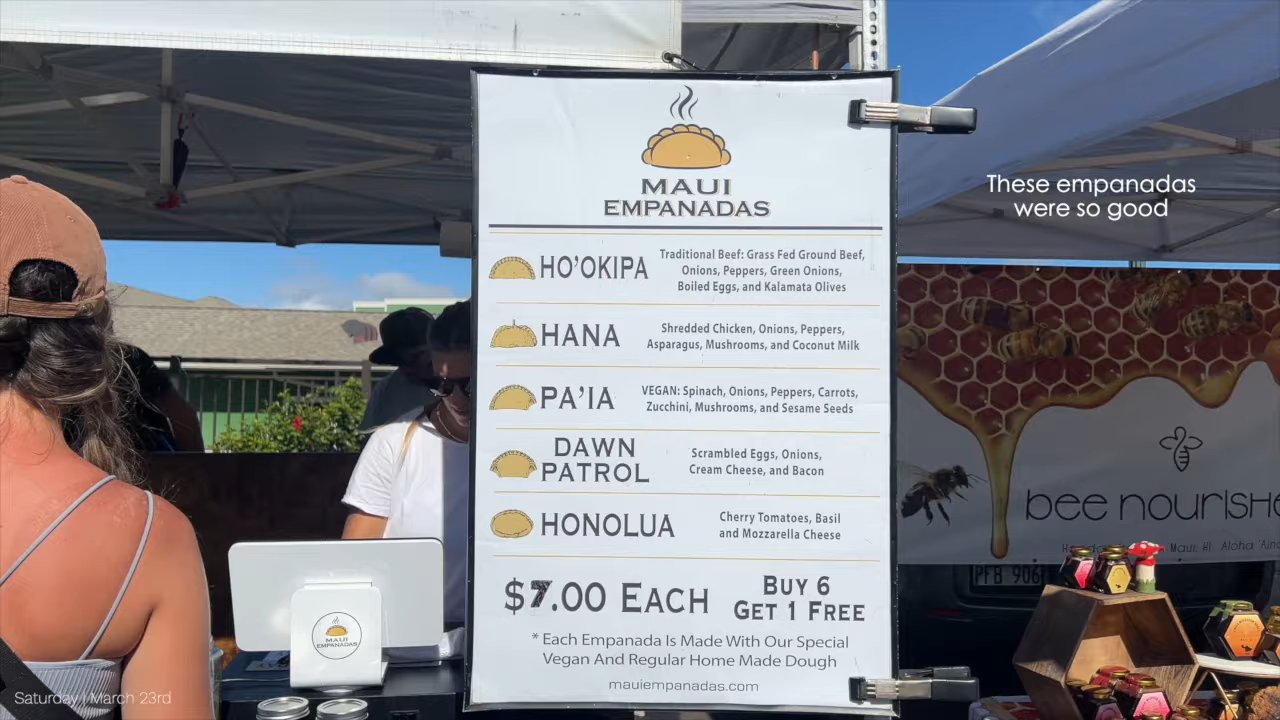 MAUI
EMPANADAS
HO'OKIPA
Traditional Beef: Grass Fed Ground Beef,
Onions, Peppers, Green Onions,
Boiled Eggs, and Kalamata Olives
HANA
Shredded Chicken, Onions, Peppers,
Asparagus, Mushrooms, and Coconut Milk
PA'IA
VEGAN: Spinach, Onions, Peppers, Carrots,
Zucchini, Mushrooms, and Sesame Seeds
DAWN
PATROL
Scrambled Eggs, Onions,
Cream Cheese, and Bacon
HONOLUA
Cherry Tomatoes, Basil
and Mozzarella Cheese
$7.00 EACH
BUY 6
GET 1 FREE
* Each Empanada Is Made With Our Special
Vegan And Regular Home Made Dough
mauiempanadas.com
These empanadas
were so good
bee nourishe
Maui, HI. Aloha 'Āin
PFB 906
MAUI
EMPANADAS
Saturday | March 23rd